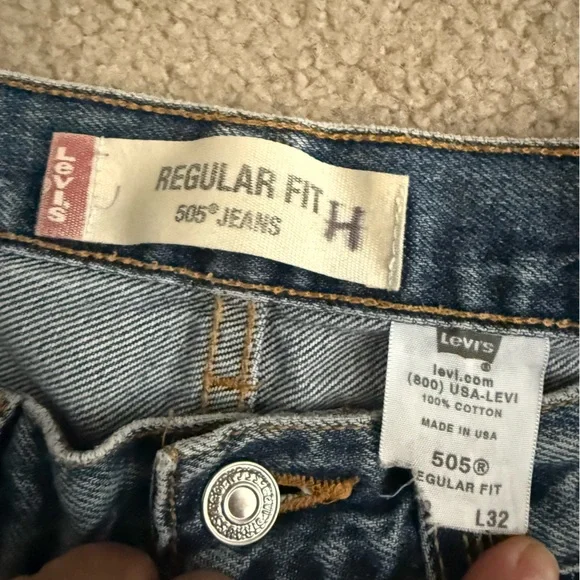 Levi's
REGULAR FIT
505® JEANS
H
Levi's
®
levi.com
(800) USA-LEVI
100% COTTON
MADE IN USA
505®
EGULAR FIT
L32